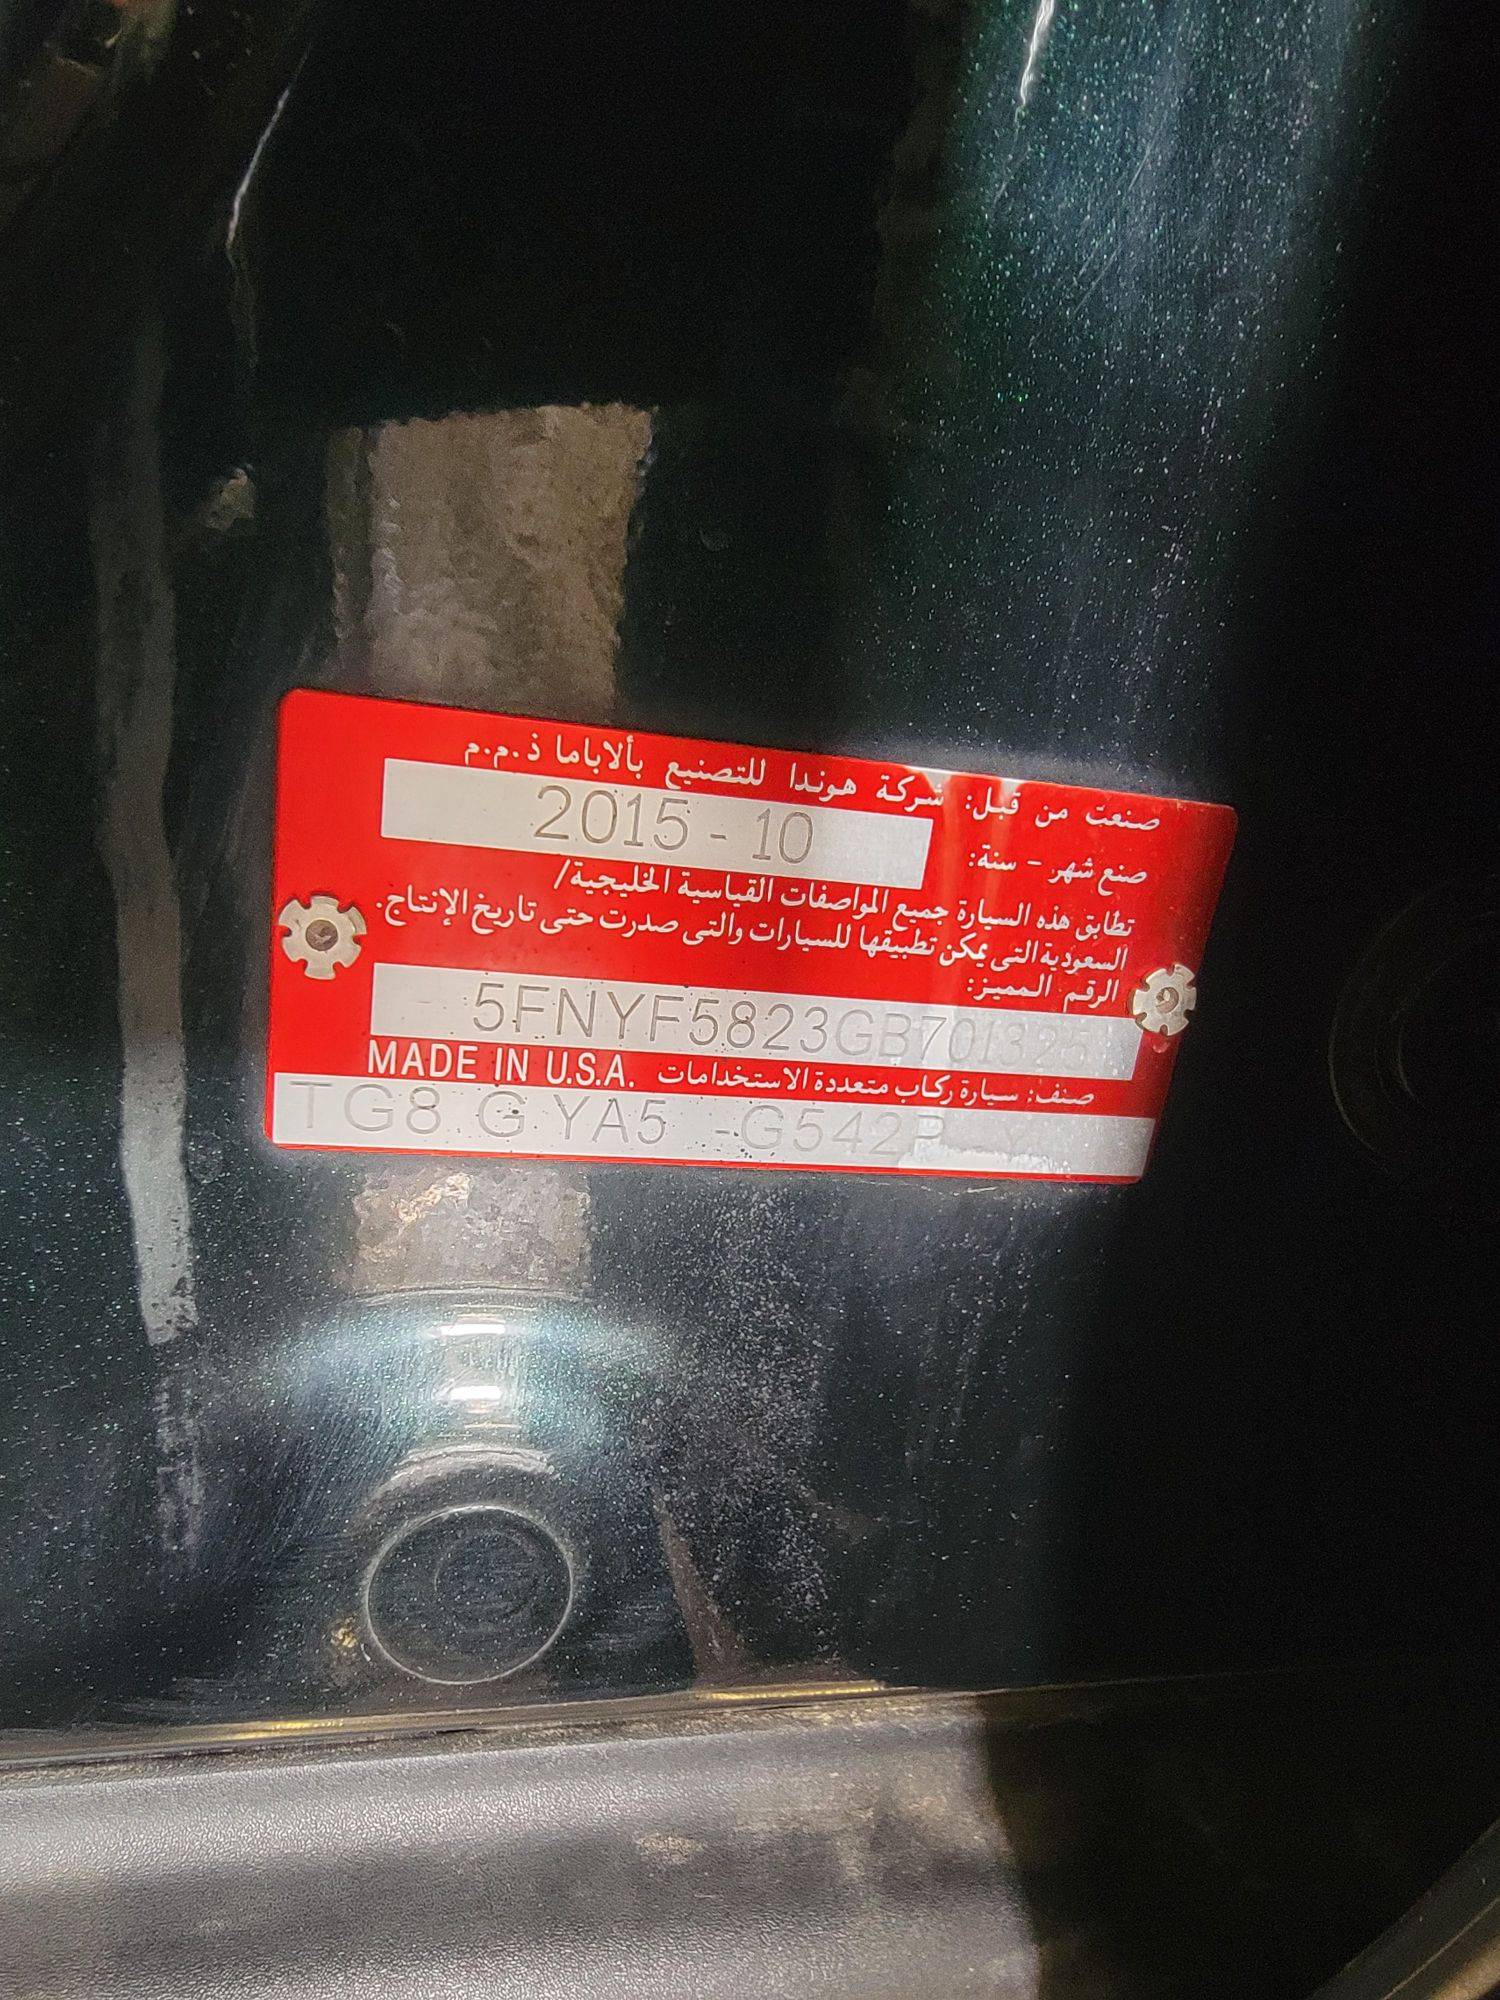 صنعت من قبل: شركة هوندا للتصنيع بألاباما ذ.م.م
صنع شهر - سنة: 2015 - 10
تطابق هذه السيارة جميع المواصفات القياسية الخليجية/
السعودية التى يمكن تطبيقها للسيارات والتى صدرت حتى تاريخ الإنتاج.
الرقم المميز:
5FNYF5823GB701325
صنف: سيارة ركاب متعددة الاستخدامات MADE IN U.S.A.
TG8 G YA5 -G542P